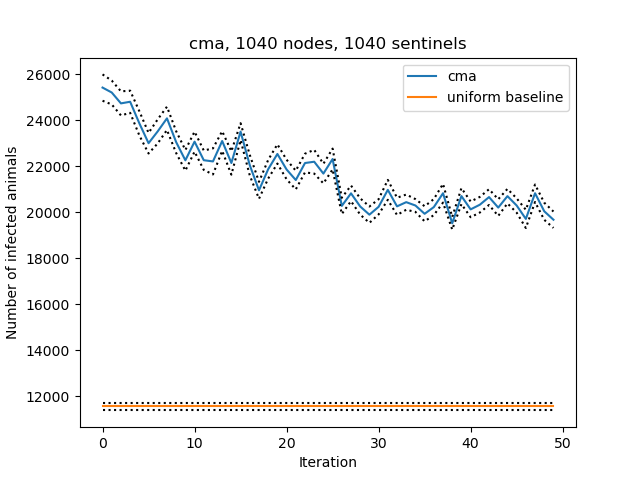 cma, 1040 nodes, 1040 sentinels
cma
uniform baseline
Number of infected animals
26000
24000
22000
20000
18000
16000
14000
12000
0 10 20 30 40 50
Iteration